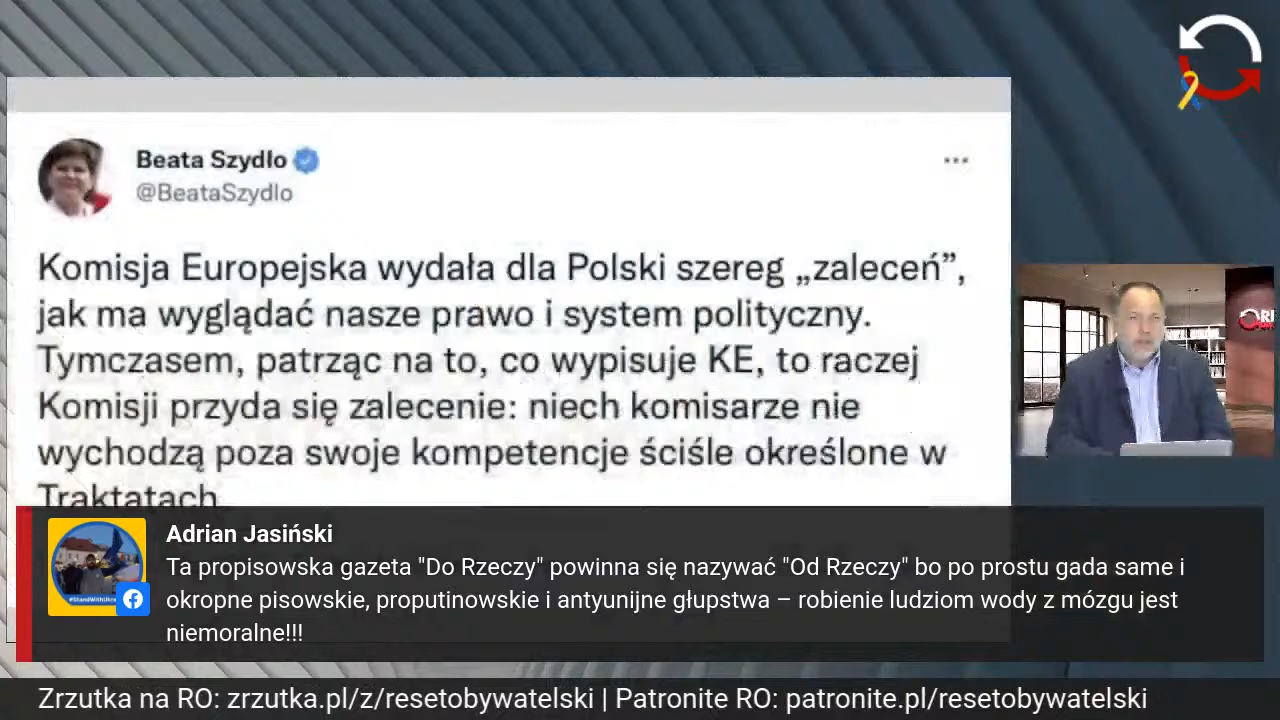 Beata Szydło
@BeataSzydlo
Komisja Europejska wydała dla Polski szereg „zaleceń”,
jak ma wyglądać nasze prawo i system polityczny.
Tymczasem, patrząc na to, co wypisuje KE, to raczej
Komisji przyda się zalecenie: niech komisarze nie
wychodzą poza swoje kompetencje ściśle określone w
Traktatach
Adrian Jasiński
Ta propisowska gazeta "Do Rzeczy" powinna się nazywać "Od Rzeczy" bo po prostu gada same i
okropne pisowskie, proputinowskie i antyunijne głupstwa – robienie ludziom wody z mózgu jest
niemoralne!!!
Zrzutka na RO: zrzutka.pl/z/resetobywatelski | Patronite RO: patronite.pl/resetobywatelski